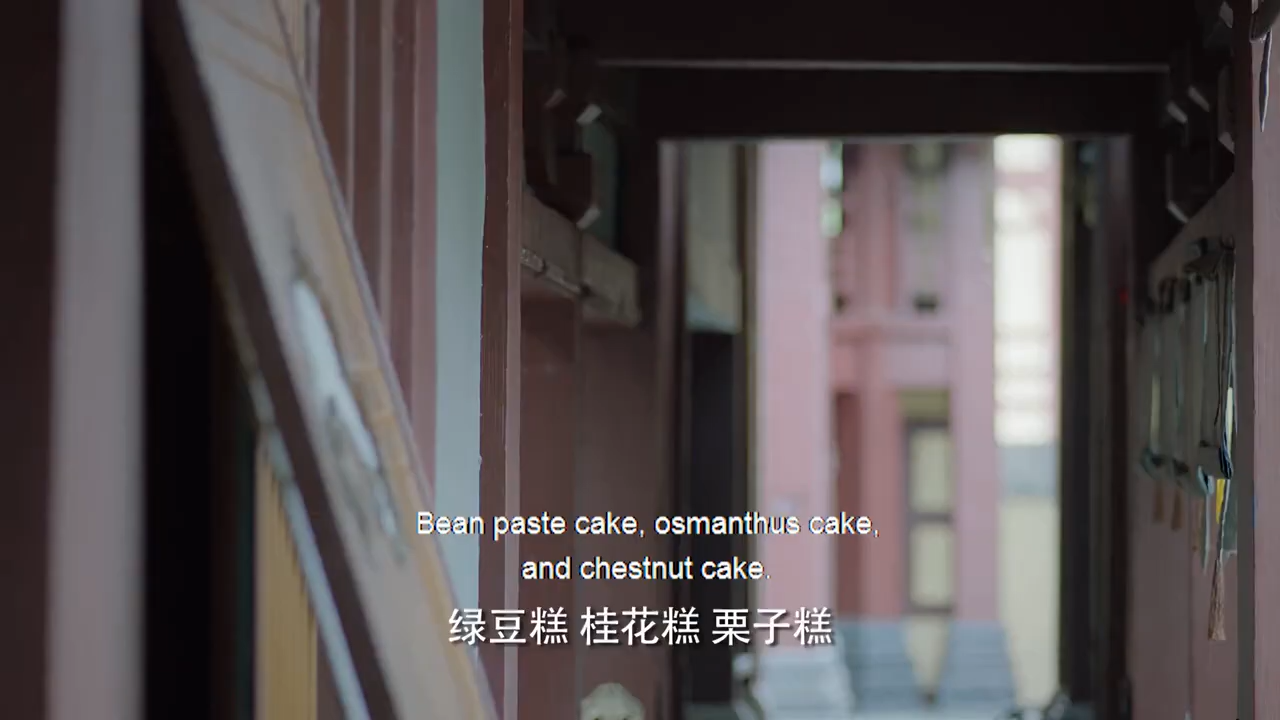 Bean paste cake, osmanthus cake,
and chestnut cake.
绿豆糕 桂花糕 栗子糕